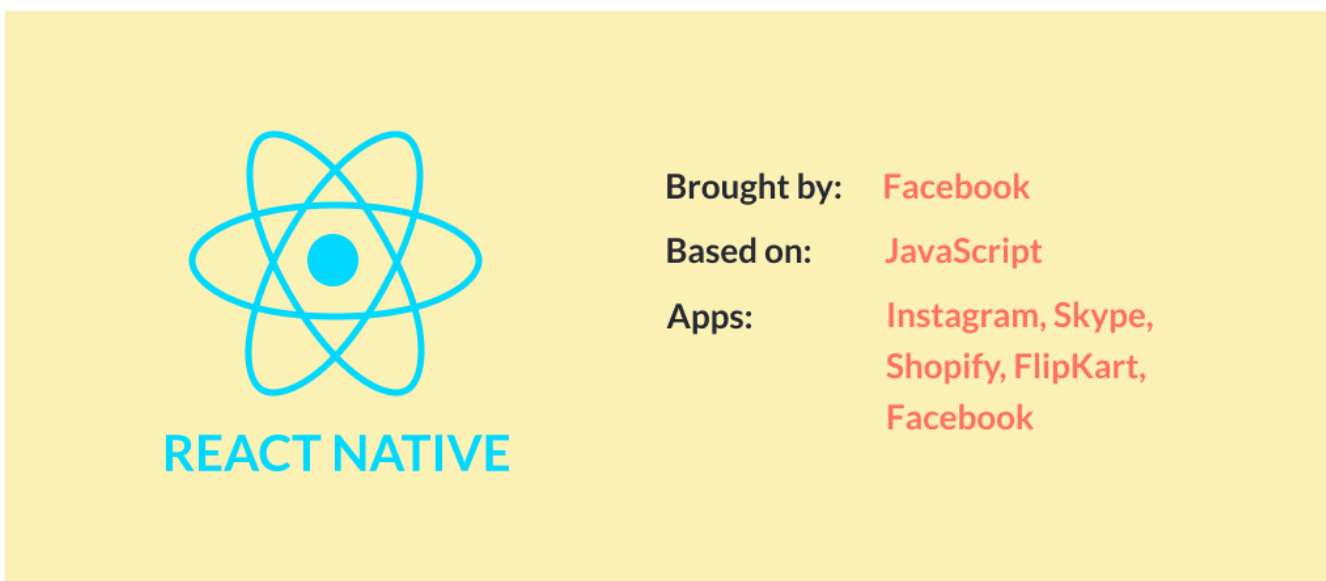 REACT NATIVE
Brought by: Facebook
Based on: JavaScript
Apps: Instagram, Skype,
Shopify, FlipKart,
Facebook